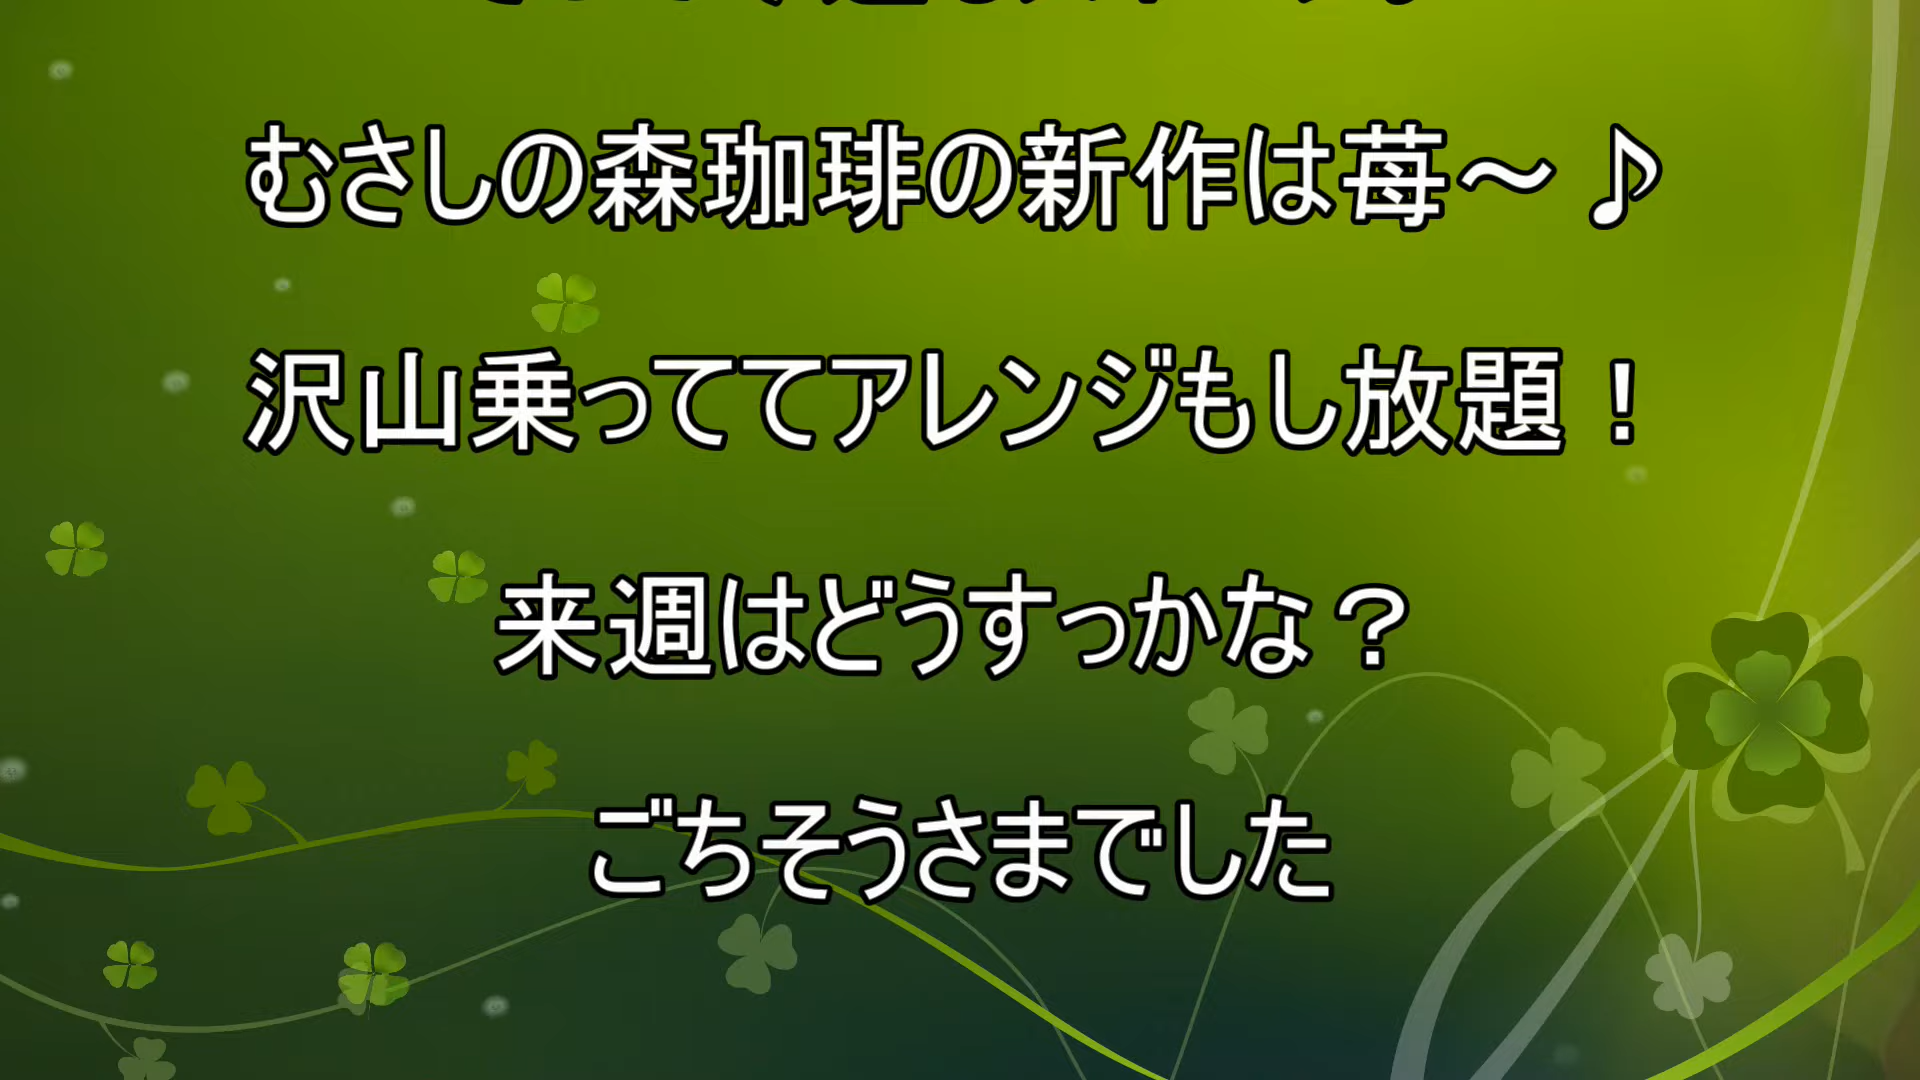 むさしの森珈琲の新作は苺～♪
沢山乗っててアレンジもし放題！
来週はどうすっかな？
ごちそうさまでした